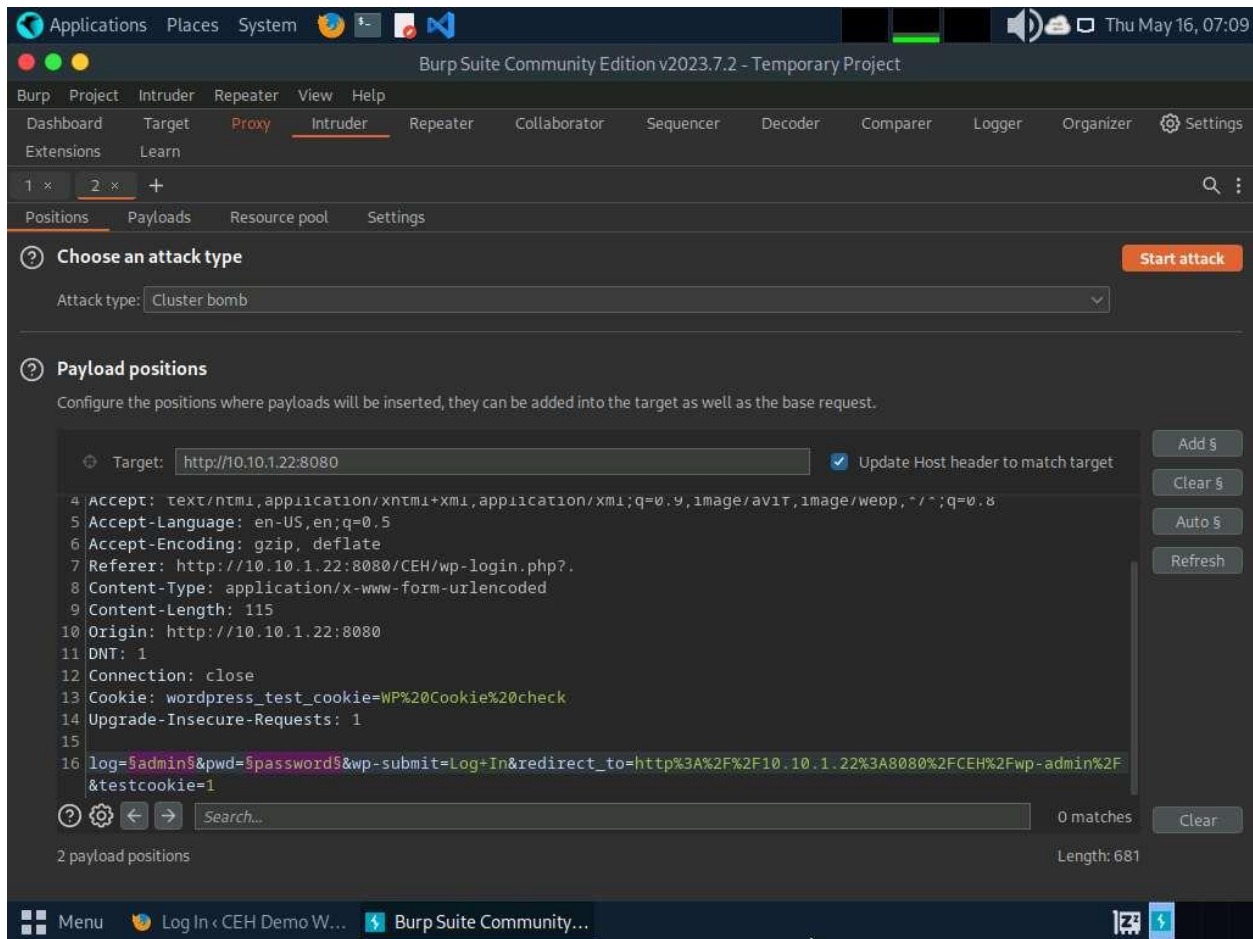 Applications Places System Thu May 16, 07:09
Burp Suite Community Edition v2023.7.2 - Temporary Project
Burp Project Intruder Repeater View Help
Dashboard Target Proxy Intruder Repeater Collaborator Sequencer Decoder Comparer Logger Organizer Settings
Extensions Learn
1 × 2 × +
Positions Payloads Resource pool Settings
Choose an attack type Start attack
Attack type: Cluster bomb
Payload positions
Configure the positions where payloads will be inserted, they can be added into the target as well as the base request.
Add §
Target: http://10.10.1.22:8080 Update Host header to match target
Clear §
4 Accept: text/html,application/xhtml+xml,application/xml;q=0.9,image/avif,image/webp,*/*;q=0.8
5 Accept-Language: en-US,en;q=0.5 Auto §
6 Accept-Encoding: gzip, deflate
7 Referer: http://10.10.1.22:8080/CEH/wp-login.php?. Refresh
8 Content-Type: application/x-www-form-urlencoded
9 Content-Length: 115
10 Origin: http://10.10.1.22:8080
11 DNT: 1
12 Connection: close
13 Cookie: wordpress_test_cookie=WP%20Cookie%20check
14 Upgrade-Insecure-Requests: 1
15
16 log=§admin§&pwd=§password§&wp-submit=Log+In&redirect_to=http%3A%2F%2F10.10.1.22%3A8080%2FCEH%2Fwp-admin%2F
&testcookie=1
Search... 0 matches Clear
2 payload positions Length: 681
Menu Log In ‹ CEH Demo W... Burp Suite Community...